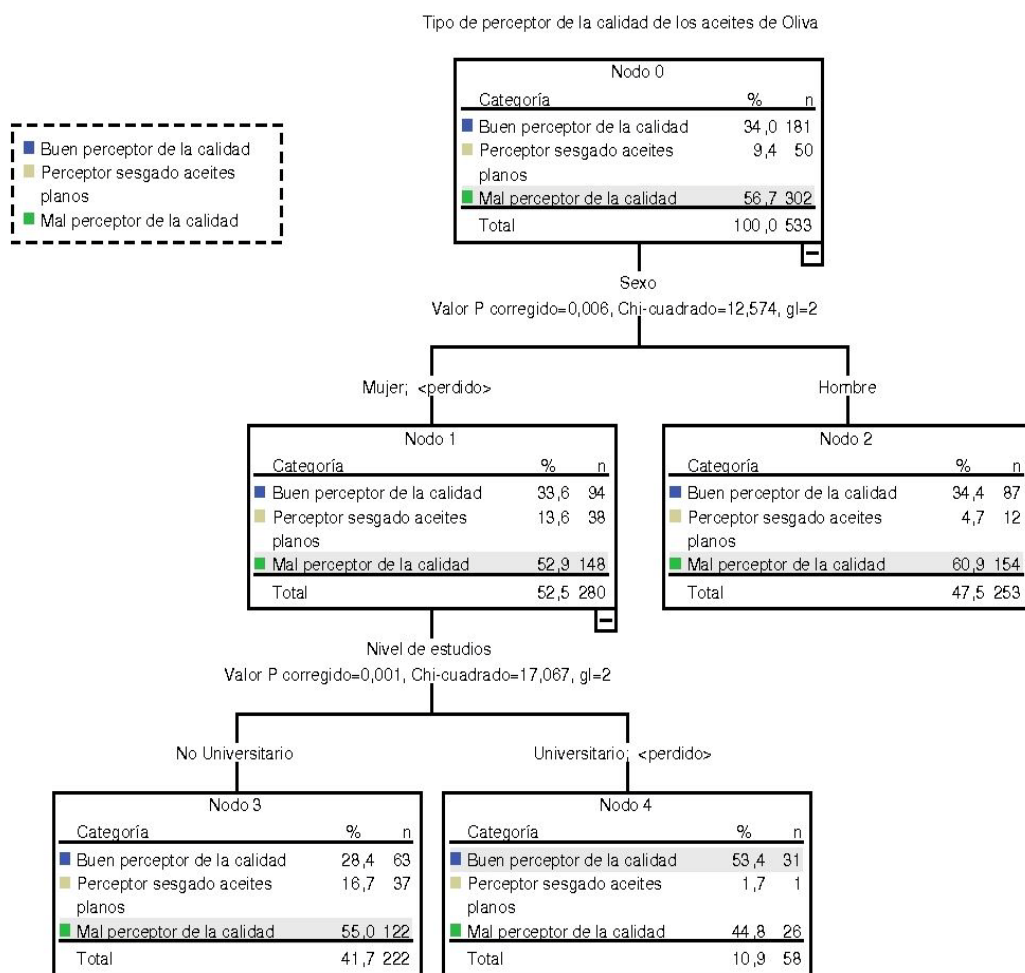 Tipo de perceptor de la calidad de los aceites de Oliva
Buen perceptor de la calidad
Perceptor sesgado aceites
planos
Mal perceptor de la calidad
Nodo 0
Categoría % n
Buen perceptor de la calidad 34,0 181
Perceptor sesgado aceites 9,4 50
planos
Mal perceptor de la calidad 56,7 302
Total 100,0 533
Sexo
Valor P corregido=0,006, Chi-cuadrado=12,574, gl=2
Mujer; <perdido>
Hombre
Nodo 1
Categoría % n
Buen perceptor de la calidad 33,6 94
Perceptor sesgado aceites 13,6 38
planos
Mal perceptor de la calidad 52,9 148
Total 52,5 280
Nodo 2
Categoría % n
Buen perceptor de la calidad 34,4 87
Perceptor sesgado aceites 4,7 12
planos
Mal perceptor de la calidad 60,9 154
Total 47,5 253
Nivel de estudios
Valor P corregido=0,001, Chi-cuadrado=17,067, gl=2
No Universitario
Universitario; <perdido>
Nodo 3
Categoría % n
Buen perceptor de la calidad 28,4 63
Perceptor sesgado aceites 16,7 37
planos
Mal perceptor de la calidad 55,0 122
Total 41,7 222
Nodo 4
Categoría % n
Buen perceptor de la calidad 53,4 31
Perceptor sesgado aceites 1,7 1
planos
Mal perceptor de la calidad 44,8 26
Total 10,9 58